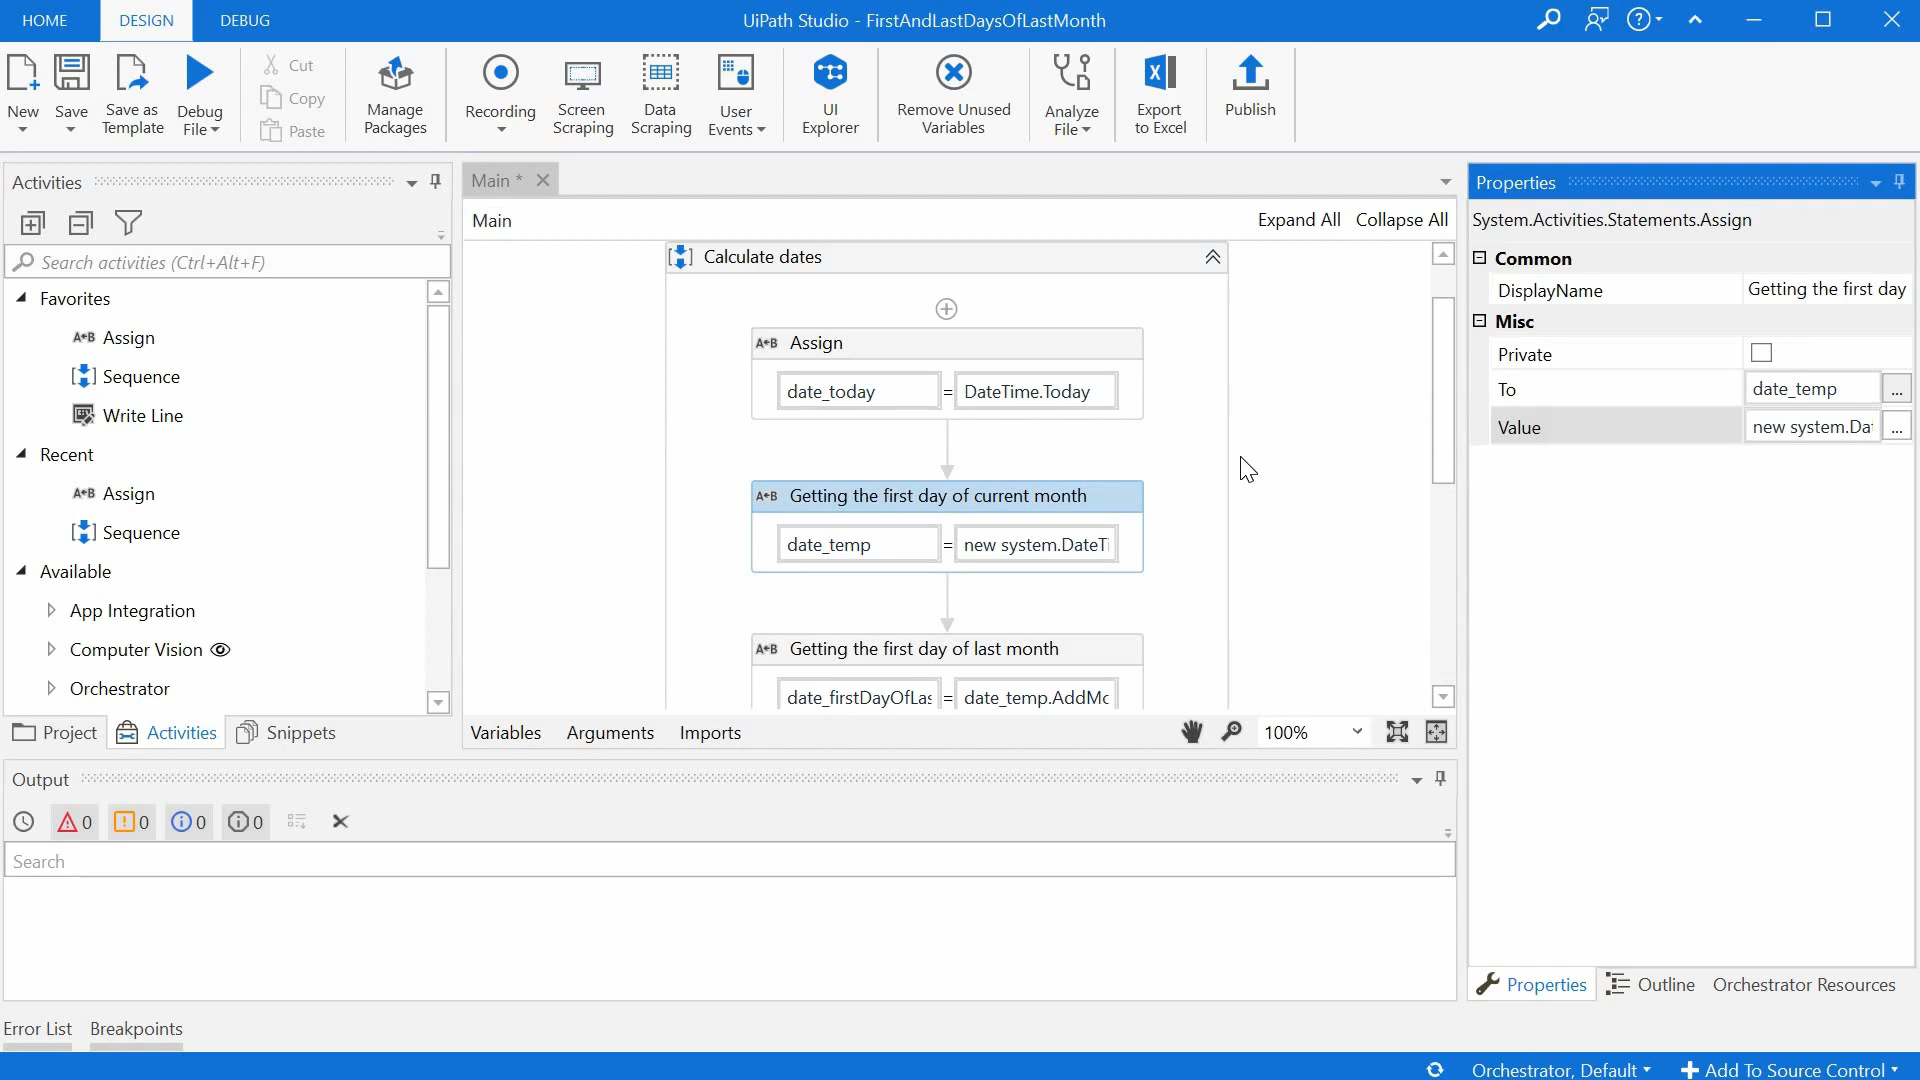 HOME DESIGN DEBUG UiPath Studio - FirstAndLastDaysOfLastMonth
New Save Save as Template Debug File
Cut
Copy
Paste
Manage Packages
Recording Screen Scraping Data Scraping User Events
UI Explorer
Remove Unused Variables
Analyze File
Export to Excel
Publish
Activities
Search activities (Ctrl+Alt+F)
Favorites
A←B Assign
Sequence
Write Line
Recent
A←B Assign
Sequence
Available
App Integration
Computer Vision
Orchestrator
Project Activities Snippets
Main *
Main Expand All Collapse All
Calculate dates
A←B Assign
date_today = DateTime.Today
A←B Getting the first day of current month
date_temp = new system.DateTi
A←B Getting the first day of last month
date_firstDayOfLas = date_temp.AddMo
Variables Arguments Imports 100%
Output
0 0 0 0
Search
Error List Breakpoints
Properties
System.Activities.Statements.Assign
Common
DisplayName Getting the first day
Misc
Private
To date_temp ...
Value new system.Dat ...
Properties Outline Orchestrator Resources
Orchestrator, Default Add To Source Control